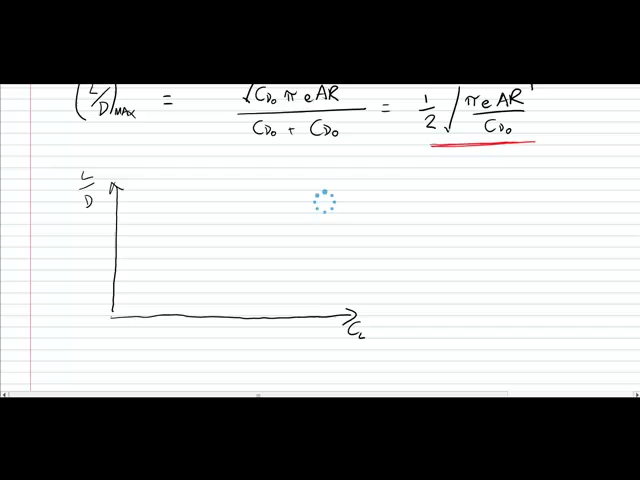 (L/D)MAX = √CD₀ π e AR / CD₀ + CD₀ = 1/2 √ π e AR / CD₀
L/D
CL